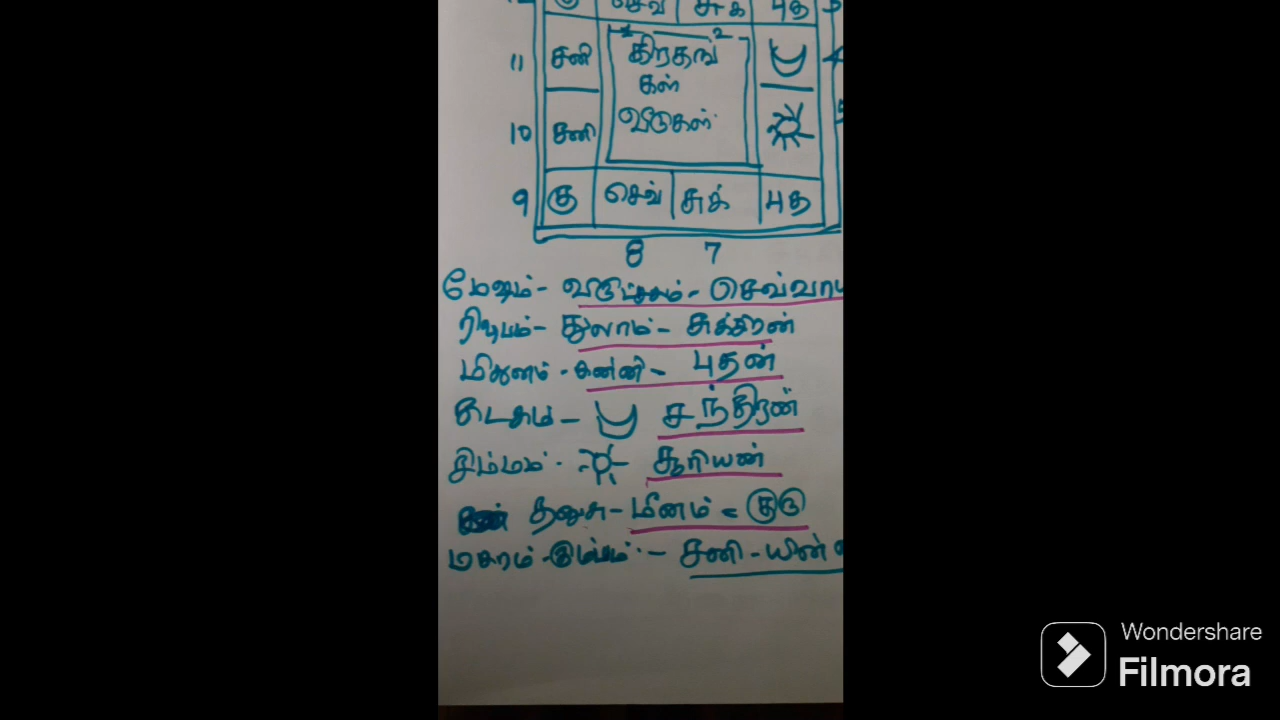 கு செவ் சுக் புத
11 சனி கிரகங்
கள்
10 சனி வீடுகள்
9 கு செவ் சுக் புத
8 7
மேஷம் - விருட்சகம் - செவ்வாய
ரிஷபம் - துலாம் - சுக்கிரன்
மிதுனம் - கன்னி - புதன்
கடகம் - சந்திரன்
சிம்மம் - சூரியன்
தனுசு - மீனம் = குரு
மகரம் - கும்பம் - சனி - யின்
Wondershare
Filmora